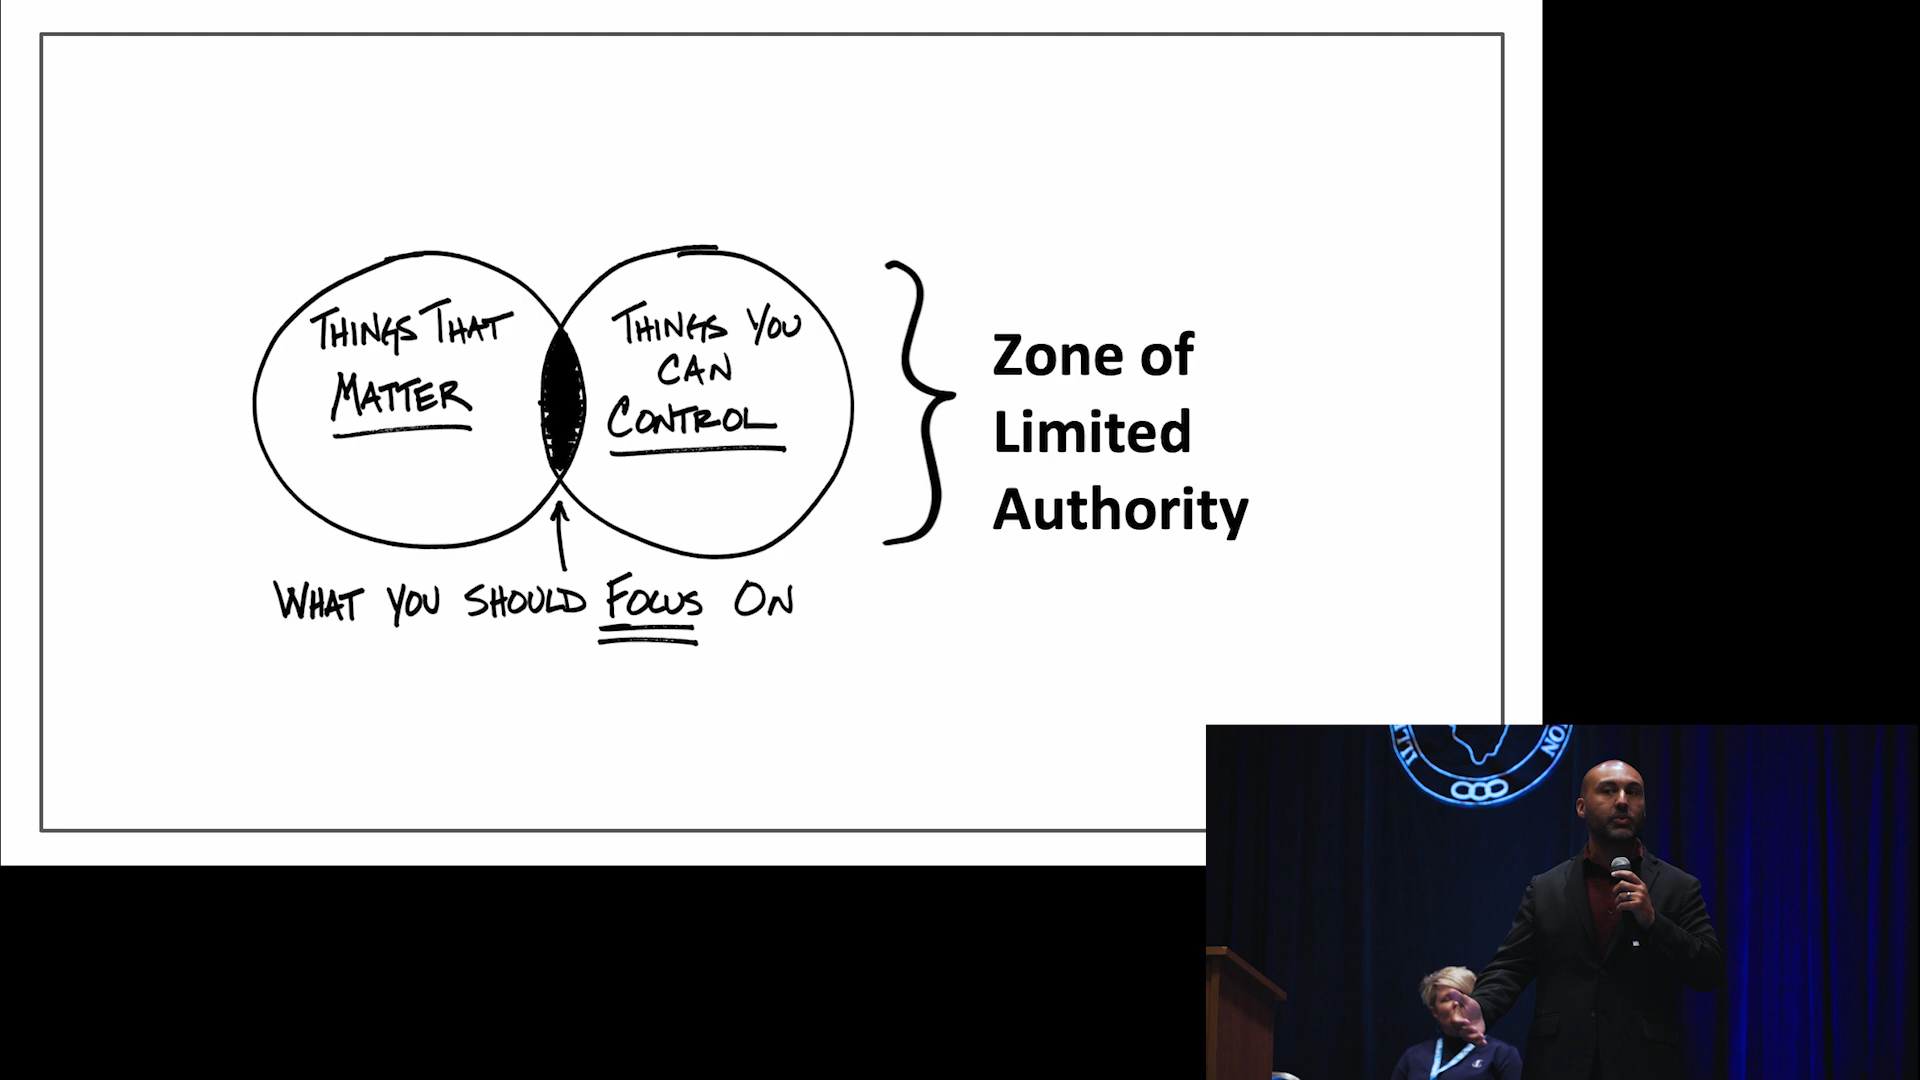 THINGS THAT
MATTER
THINGS YOU
CAN
CONTROL
WHAT YOU SHOULD FOCUS ON
Zone of
Limited
Authority